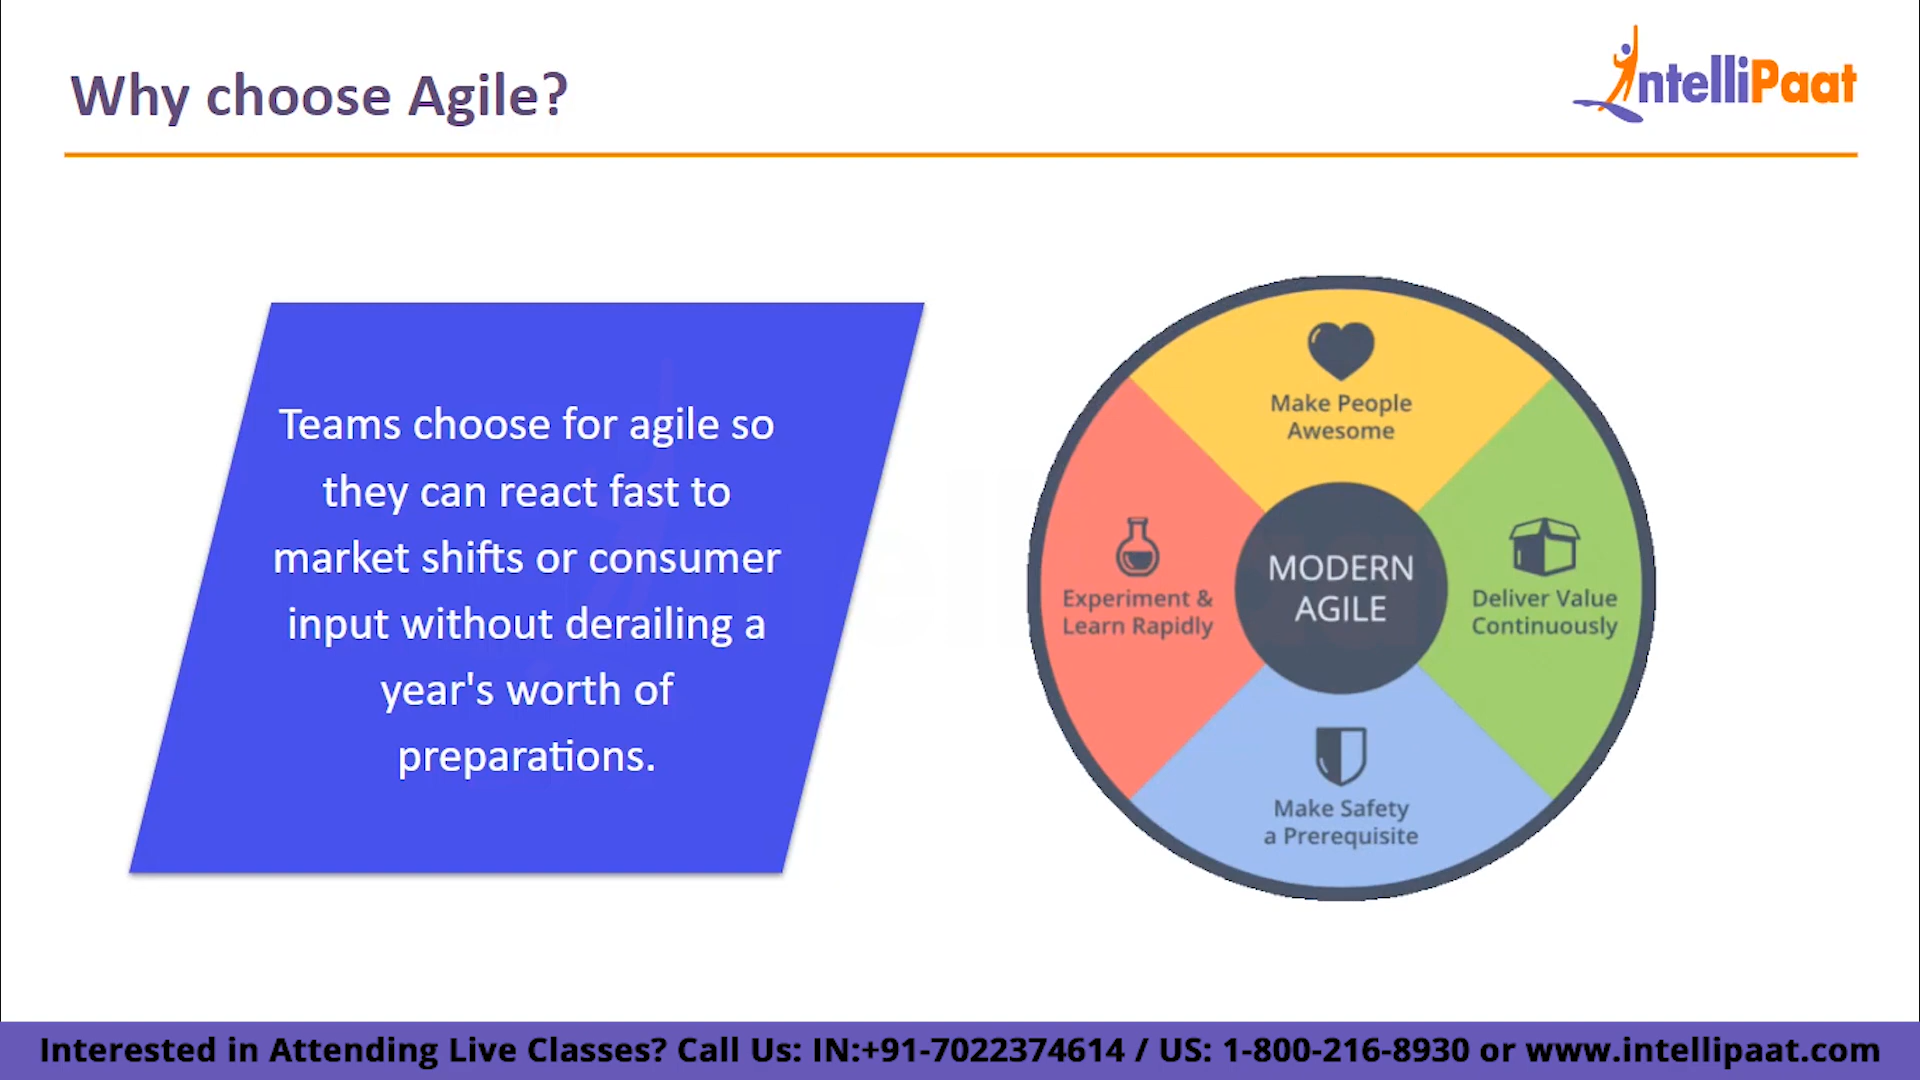 Why choose Agile?
IntelliPaat
Teams choose for agile so
they can react fast to
market shifts or consumer
input without derailing a
year's worth of
preparations.
Make People
Awesome
Experiment &
Learn Rapidly
MODERN
AGILE
Deliver Value
Continuously
Make Safety
a Prerequisite
Interested in Attending Live Classes? Call Us: IN:+91-7022374614 / US: 1-800-216-8930 or www.intellipaat.com